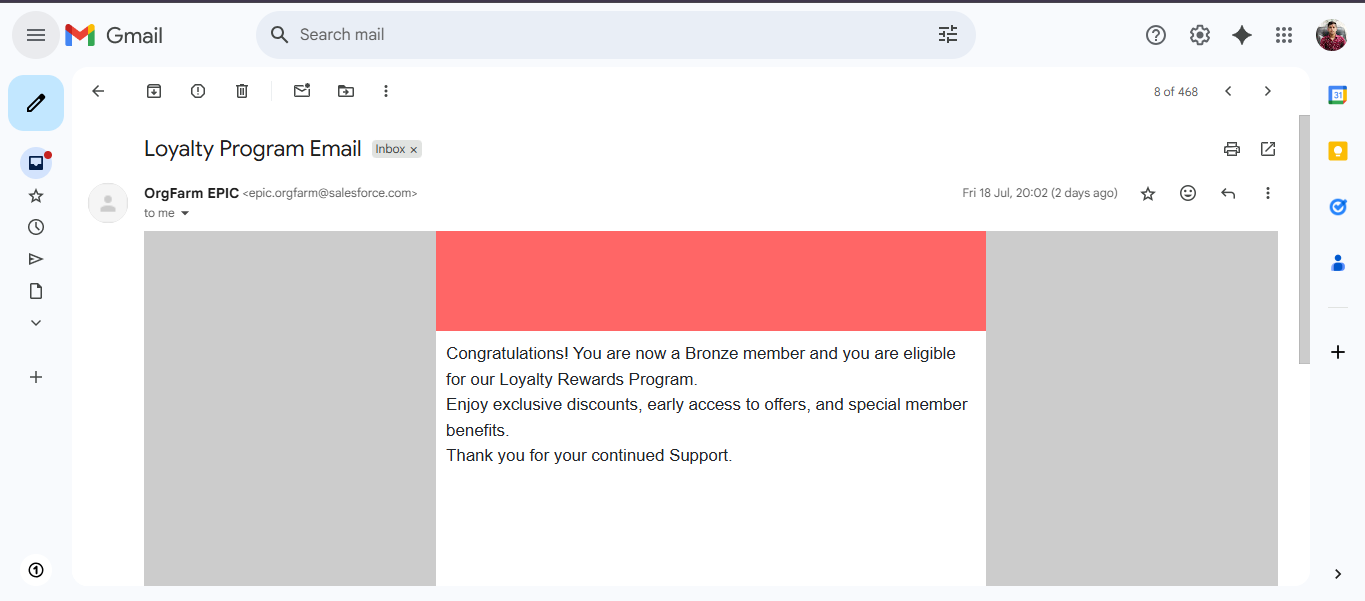 Gmail
Search mail
8 of 468
31
Loyalty Program Email
Inbox ×
OrgFarm EPIC <epic.orgfarm@salesforce.com>
Fri 18 Jul, 20:02 (2 days ago)
to me
Congratulations! You are now a Bronze member and you are eligible
for our Loyalty Rewards Program.
Enjoy exclusive discounts, early access to offers, and special member
benefits.
Thank you for your continued Support.
1